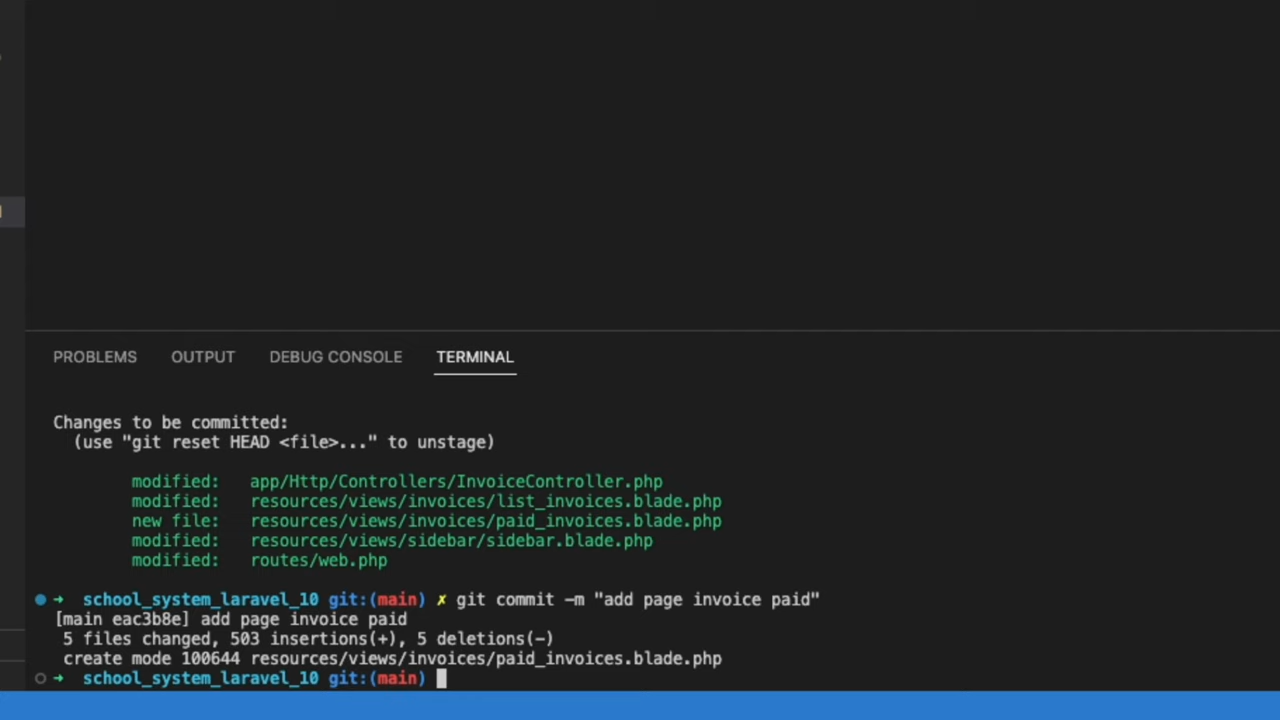 PROBLEMS OUTPUT DEBUG CONSOLE TERMINAL
Changes to be committed:
(use "git reset HEAD <file>..." to unstage)
modified: app/Http/Controllers/InvoiceController.php
modified: resources/views/invoices/list_invoices.blade.php
new file: resources/views/invoices/paid_invoices.blade.php
modified: resources/views/sidebar/sidebar.blade.php
modified: routes/web.php
➜ school_system_laravel_10 git:(main) ✗ git commit -m "add page invoice paid"
[main eac3b8e] add page invoice paid
5 files changed, 503 insertions(+), 5 deletions(-)
create mode 100644 resources/views/invoices/paid_invoices.blade.php
➜ school_system_laravel_10 git:(main)